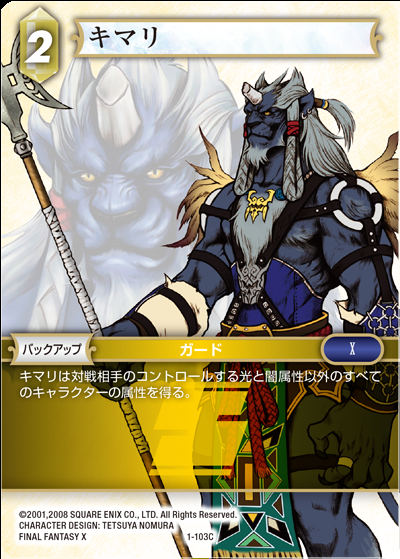 2
キマリ
バックアップ
ガード
X
キマリは対戦相手のコントロールする光と闇属性以外のすべて
のキャラクターの属性を得る。
©2001,2008 SQUARE ENIX CO., LTD. All Rights Reserved.
CHARACTER DESIGN: TETSUYA NOMURA
FINAL FANTASY X
1-103C